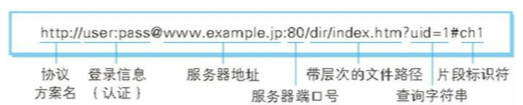 http://user:pass@www.example.jp:80/dir/index.htm?uid=1#ch1
协议 登录信息 服务器地址 带层次的文件路径 片段标识符
方案名 （认证） 服务器端口号 查询字符串